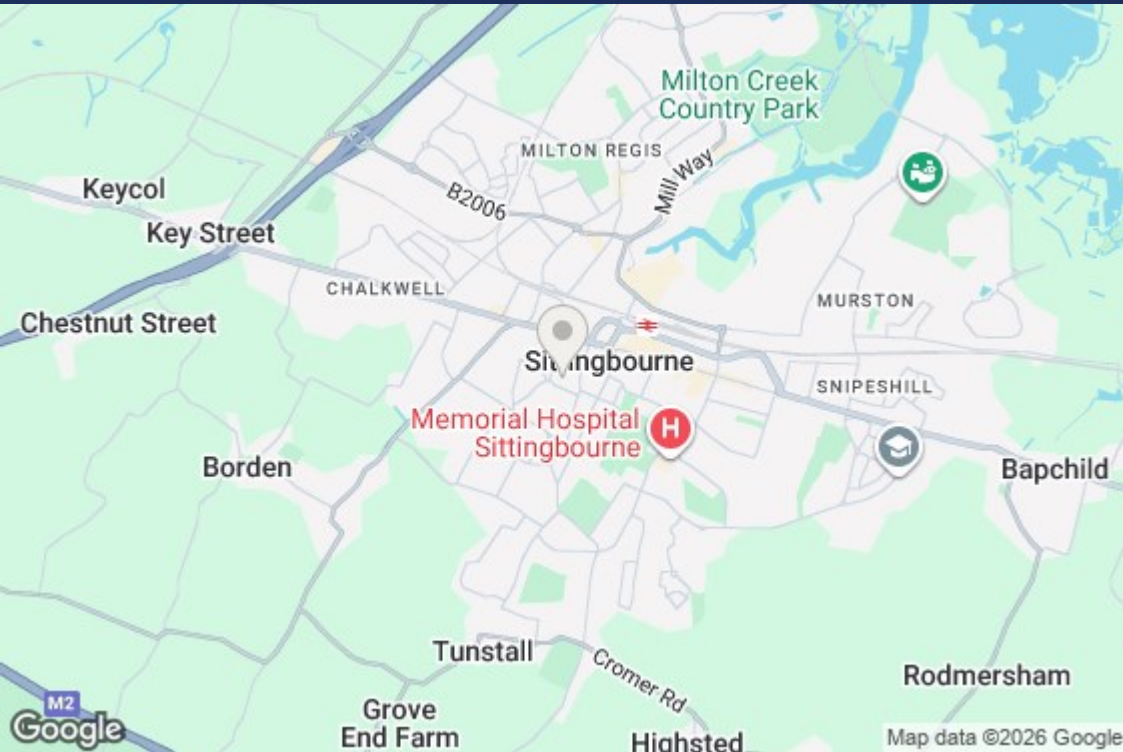 Milton Creek
Country Park
MILTON REGIS
Mill Way
Keycol
B2006
Key Street
CHALKWELL
MURSTON
Chestnut Street
Sittingbourne
SNIPESHILL
Memorial Hospital
Sittingbourne
H
Borden
Bapchild
Tunstall
Cromer Rd
Rodmersham
M2
Grove
End Farm
Highsted
Google
Map data ©2026 Google